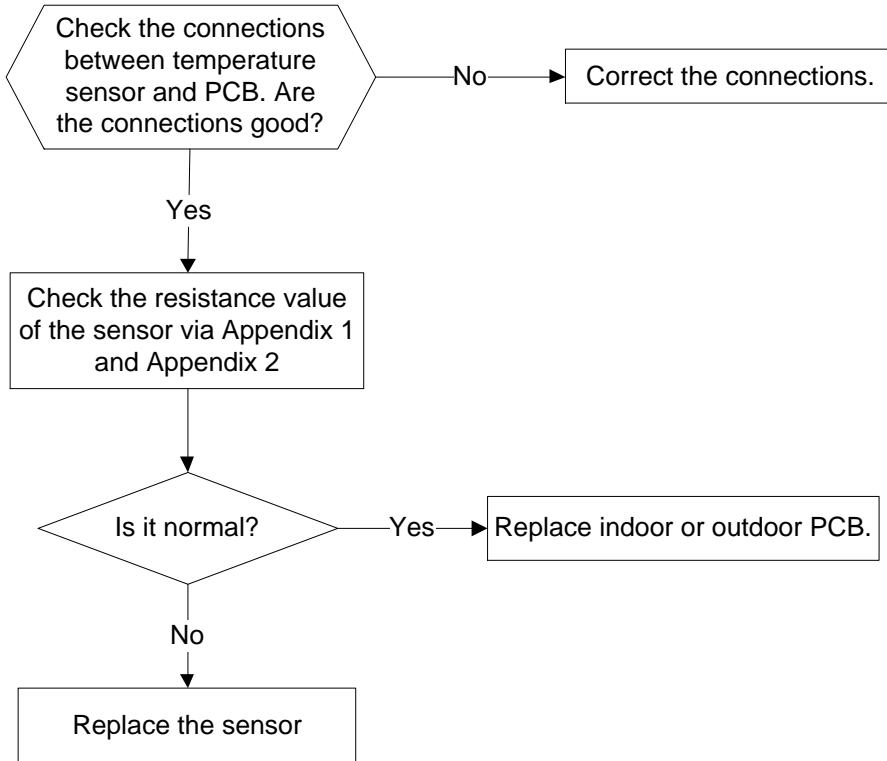 Check the connections
between temperature
sensor and PCB. Are
the connections good?
No
Correct the connections.
Yes
Check the resistance value
of the sensor via Appendix 1
and Appendix 2
Is it normal?
Yes
Replace indoor or outdoor PCB.
No
Replace the sensor